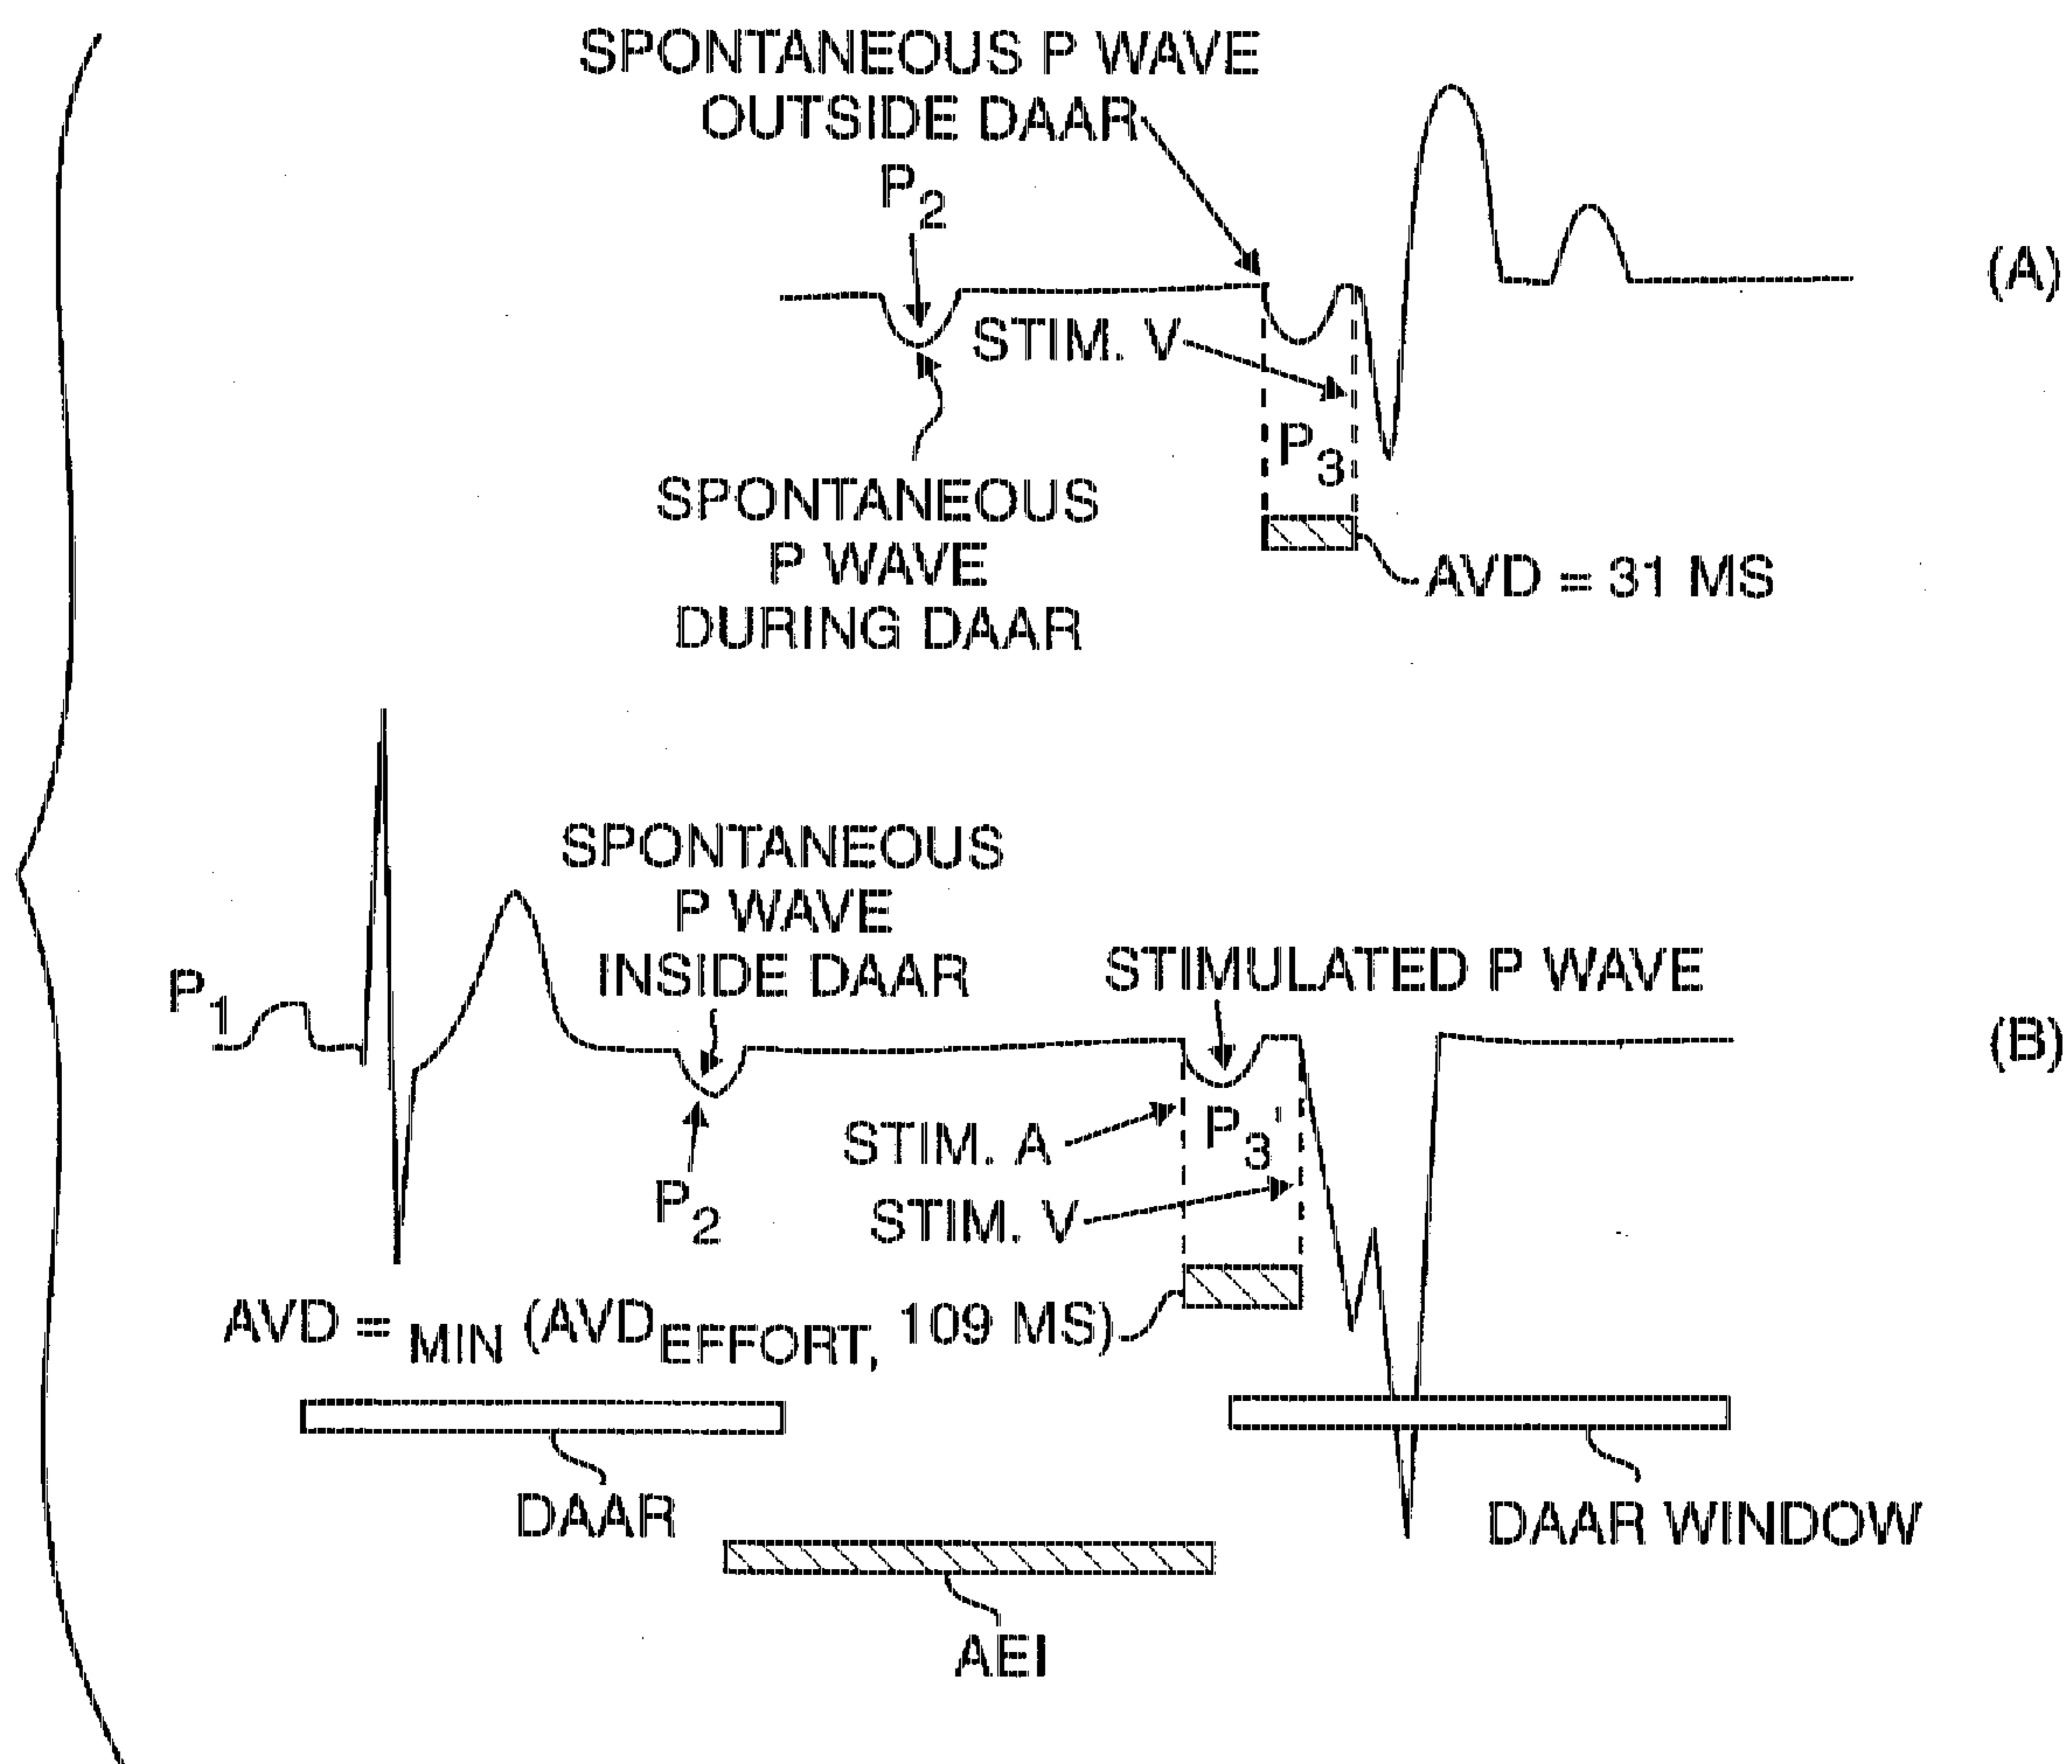 SPONTANEOUS P WAVE
OUTSIDE DAAR
P2
(A)
STIM. V
P3
SPONTANEOUS
P WAVE
DURING DAAR
AVD = 31 MS
SPONTANEOUS
P WAVE
INSIDE DAAR
STIMULATED P WAVE
P1
(B)
STIM. A
P3'
P2
STIM. V
AVD = MIN (AVDEFFORT, 109 MS)
DAAR
DAAR WINDOW
AEI